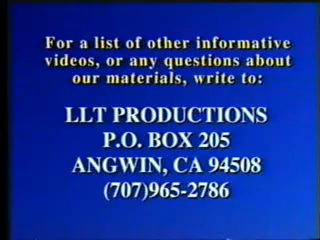 For a list of other informative
videos, or any questions about
our materials, write to:
LLT PRODUCTIONS
P.O. BOX 205
ANGWIN, CA 94508
(707)965-2786